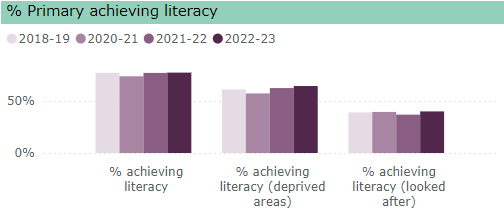 % Primary achieving literacy
2018-19 2020-21 2021-22 2022-23
50%
0%
% achieving literacy
% achieving literacy (deprived areas)
% achieving literacy (looked after)